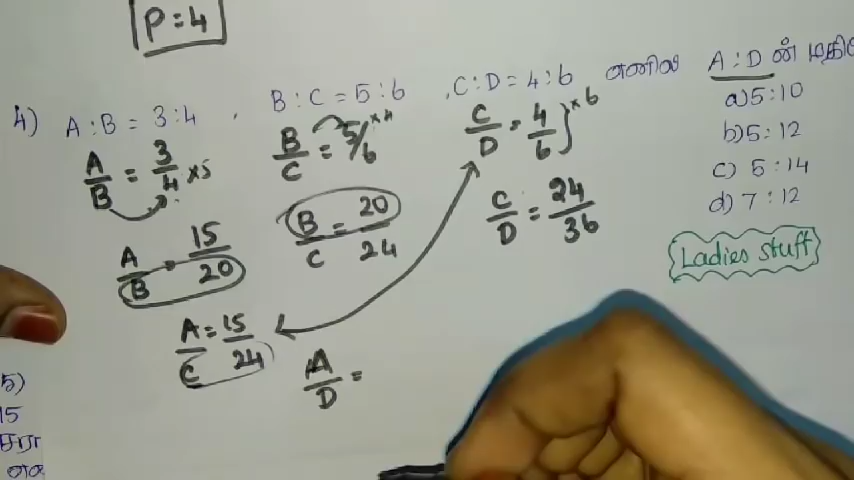 P = 4
4) A : B = 3 : 4 , B : C = 5 : 6 , C : D = 4 : 6 எனில் A : D ன்
a) 5 : 10
b) 5 : 12
c) 5 : 14
d) 7 : 12
Ladies stuff
A/B = 3/4 ×5
B/C = 5/6 ×4
C/D = 4/6 ×6
A/B = 15/20
B/C = 20/24
C/D = 24/36
A/C = 15/24
A/D =
5)
15